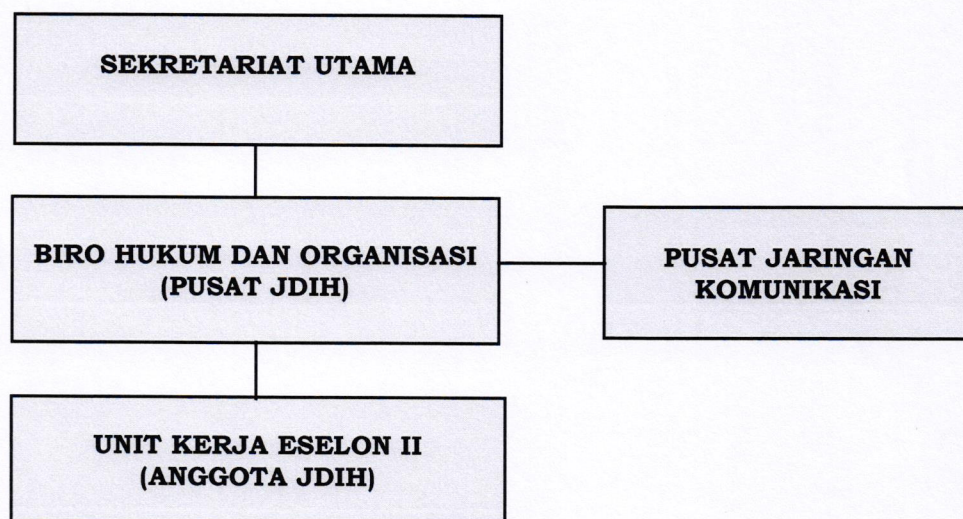 SEKRETARIAT UTAMA
BIRO HUKUM DAN ORGANISASI
(PUSAT JDIH)
PUSAT JARINGAN
KOMUNIKASI
UNIT KERJA ESELON II
(ANGGOTA JDIH)